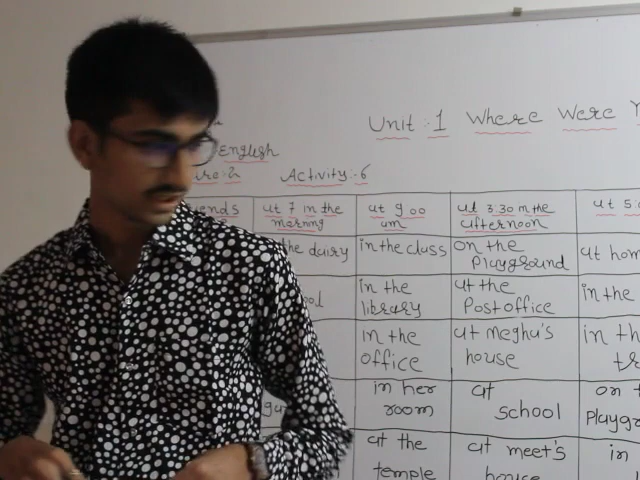 Unit :- 1 Where Were
English
Activity :- 6
at 7 in the morning
at 9 00 am
at 3:30 in the afternoon
at 5:
the dairy
in the class
on the Playground
at hom
in the library
at the Post office
in the
in the office
at meghu's house
in th
tr
in her room
at school
on t
Playgr
at the temple
at meet's house
in